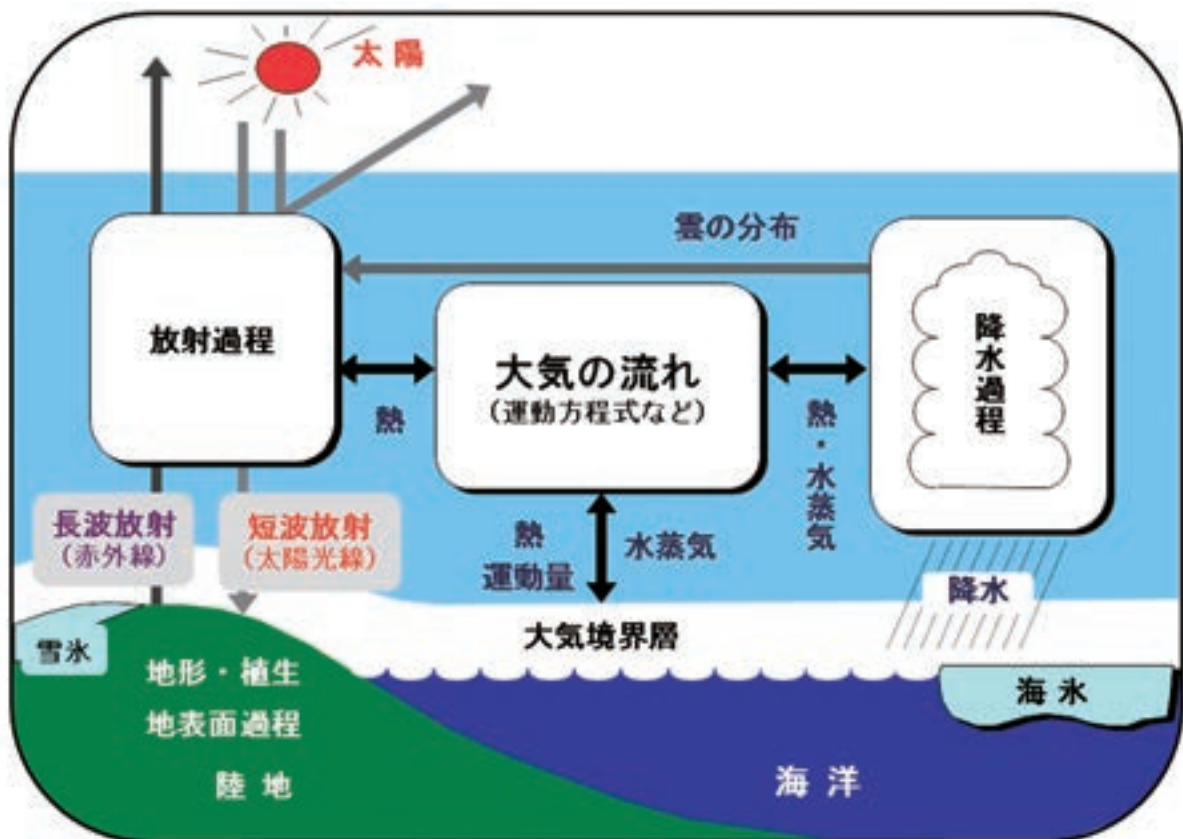 太陽
雲の分布
放射過程
大気の流れ
（運動方程式など）
降水過程
熱
熱・水蒸気
長波放射
（赤外線）
短波放射
（太陽光線）
熱
運動量
水蒸気
降水
大気境界層
雪氷
地形・植生
地表面過程
陸地
海洋
海氷